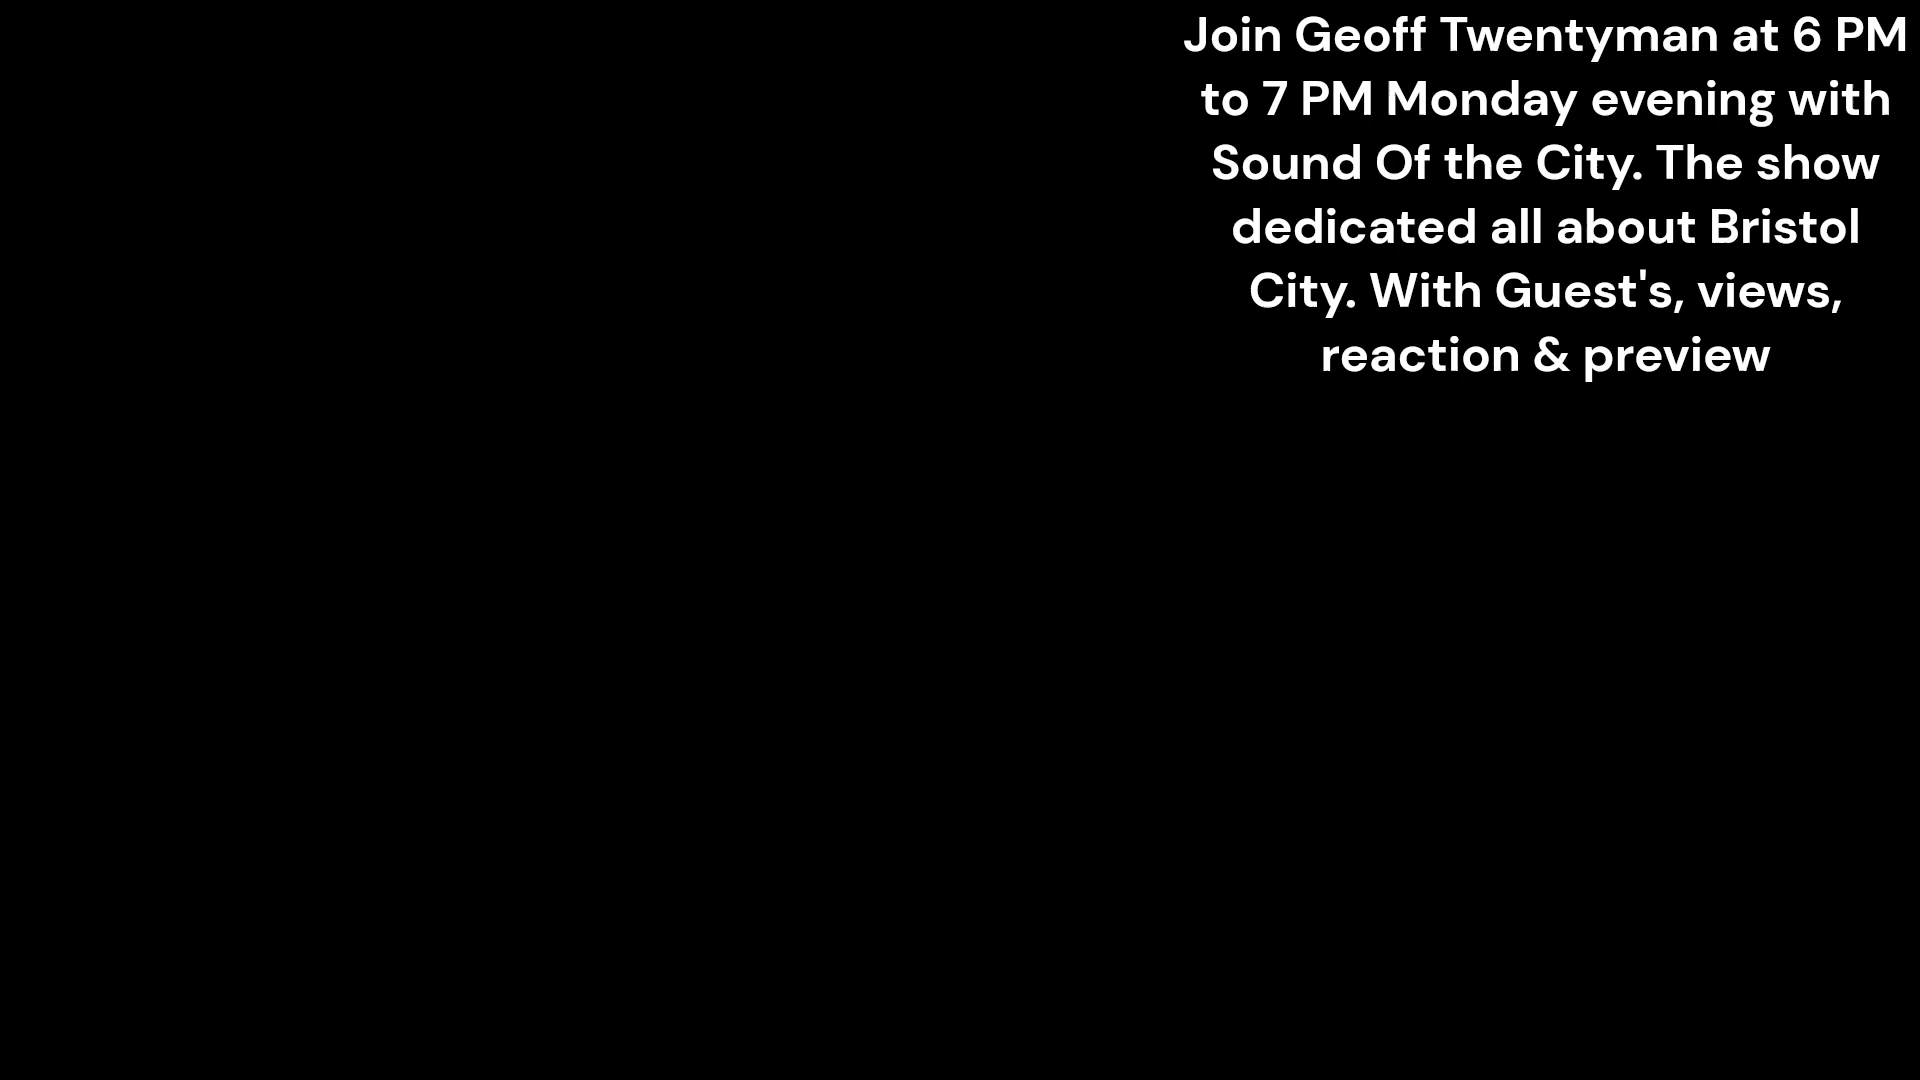 Join Geoff Twentyman at 6 PM
to 7 PM Monday evening with
Sound Of the City. The show
dedicated all about Bristol
City. With Guest's, views,
reaction & preview